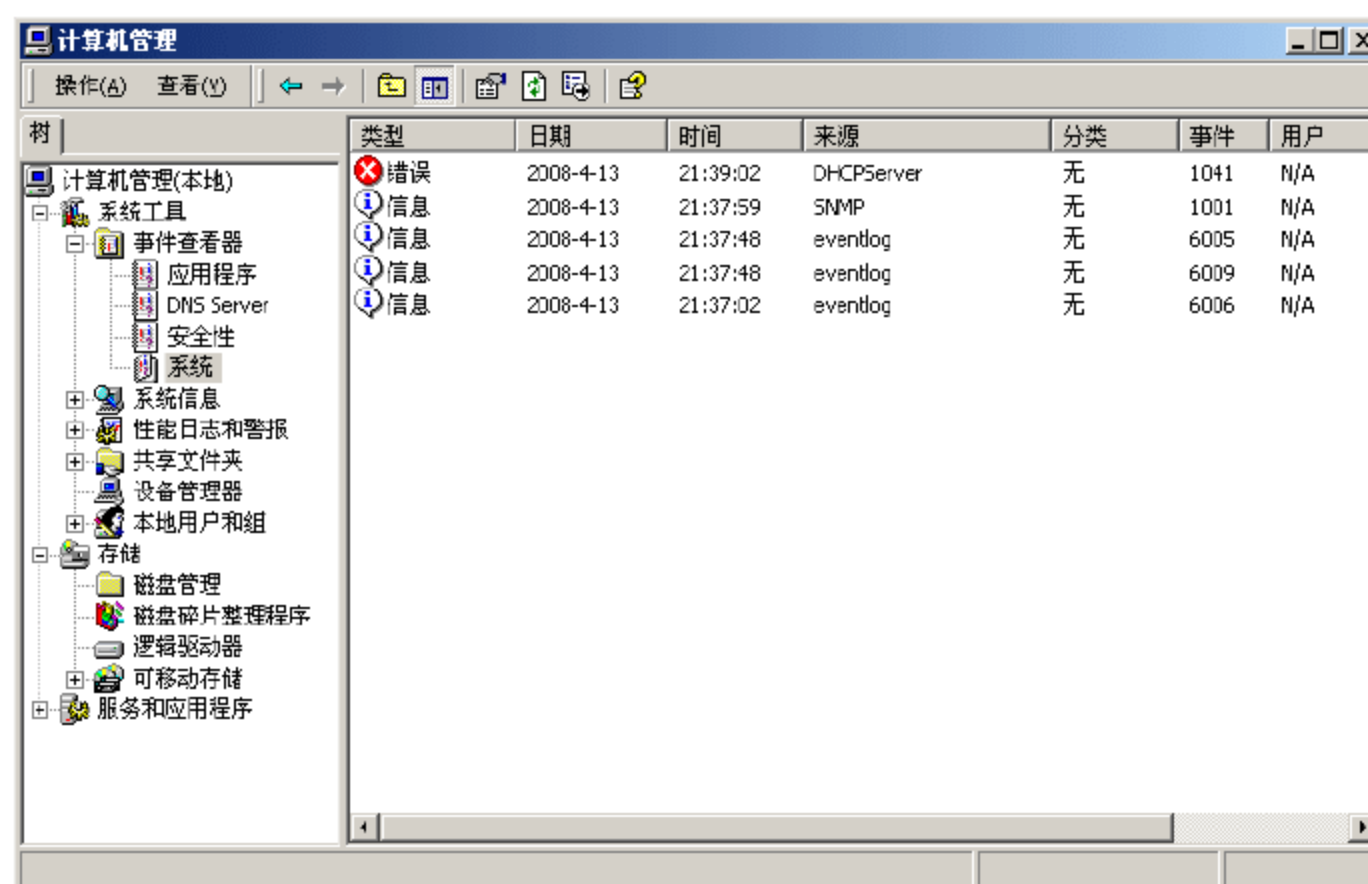 计算机管理
操作(A) 查看(V)
树
计算机管理(本地)
系统工具
事件查看器
应用程序
DNS Server
安全性
系统
系统信息
性能日志和警报
共享文件夹
设备管理器
本地用户和组
存储
磁盘管理
磁盘碎片整理程序
逻辑驱动器
可移动存储
服务和应用程序
类型 日期 时间 来源 分类 事件 用户
错误 2008-4-13 21:39:02 DHCPServer 无 1041 N/A
信息 2008-4-13 21:37:59 SNMP 无 1001 N/A
信息 2008-4-13 21:37:48 eventlog 无 6005 N/A
信息 2008-4-13 21:37:48 eventlog 无 6009 N/A
信息 2008-4-13 21:37:02 eventlog 无 6006 N/A